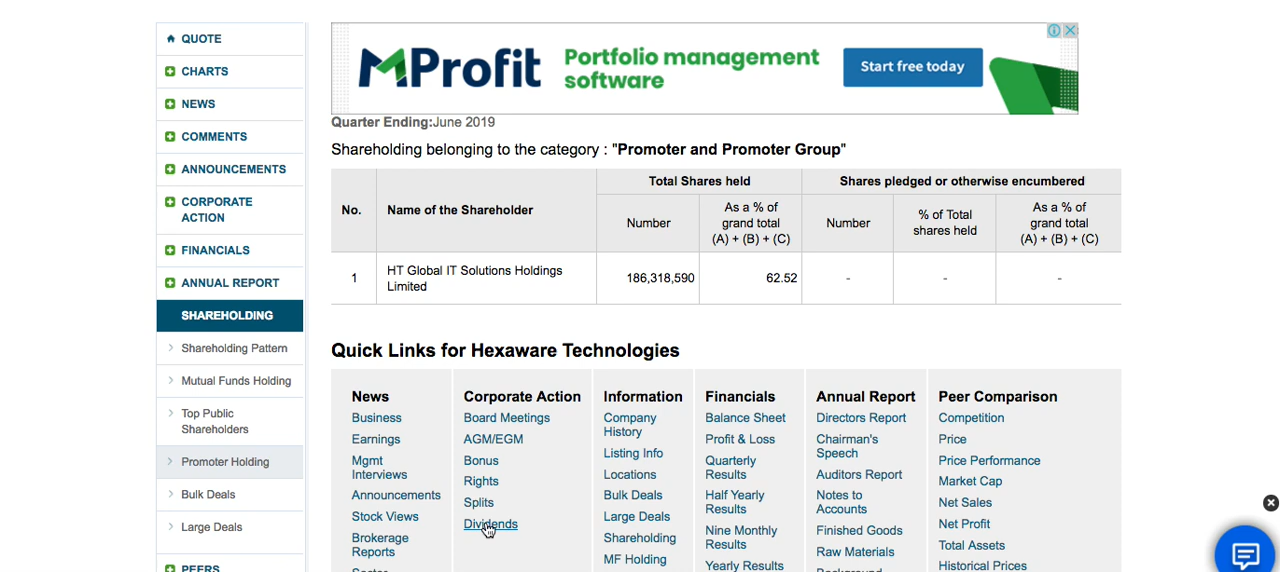 QUOTE
CHARTS
NEWS
COMMENTS
ANNOUNCEMENTS
CORPORATE
ACTION
FINANCIALS
ANNUAL REPORT
SHAREHOLDING
Shareholding Pattern
Mutual Funds Holding
Top Public
Shareholders
Promoter Holding
Bulk Deals
Large Deals
PEERS
MProfit
Portfolio management
software
Start free today
Quarter Ending:June 2019
Shareholding belonging to the category : "Promoter and Promoter Group"
No.
Name of the Shareholder
Total Shares held
Shares pledged or otherwise encumbered
Number
As a % of
grand total
(A) + (B) + (C)
Number
% of Total
shares held
As a % of
grand total
(A) + (B) + (C)
1
HT Global IT Solutions Holdings
Limited
186,318,590
62.52
-
-
-
Quick Links for Hexaware Technologies
News
Business
Earnings
Mgmt
Interviews
Announcements
Stock Views
Brokerage
Reports
Corporate Action
Board Meetings
AGM/EGM
Bonus
Rights
Splits
Dividends
Information
Company
History
Listing Info
Locations
Bulk Deals
Large Deals
Shareholding
MF Holding
Financials
Balance Sheet
Profit & Loss
Quarterly
Results
Half Yearly
Results
Nine Monthly
Results
Yearly Results
Annual Report
Directors Report
Chairman's
Speech
Auditors Report
Notes to
Accounts
Finished Goods
Raw Materials
Peer Comparison
Competition
Price
Price Performance
Market Cap
Net Sales
Net Profit
Total Assets
Historical Prices